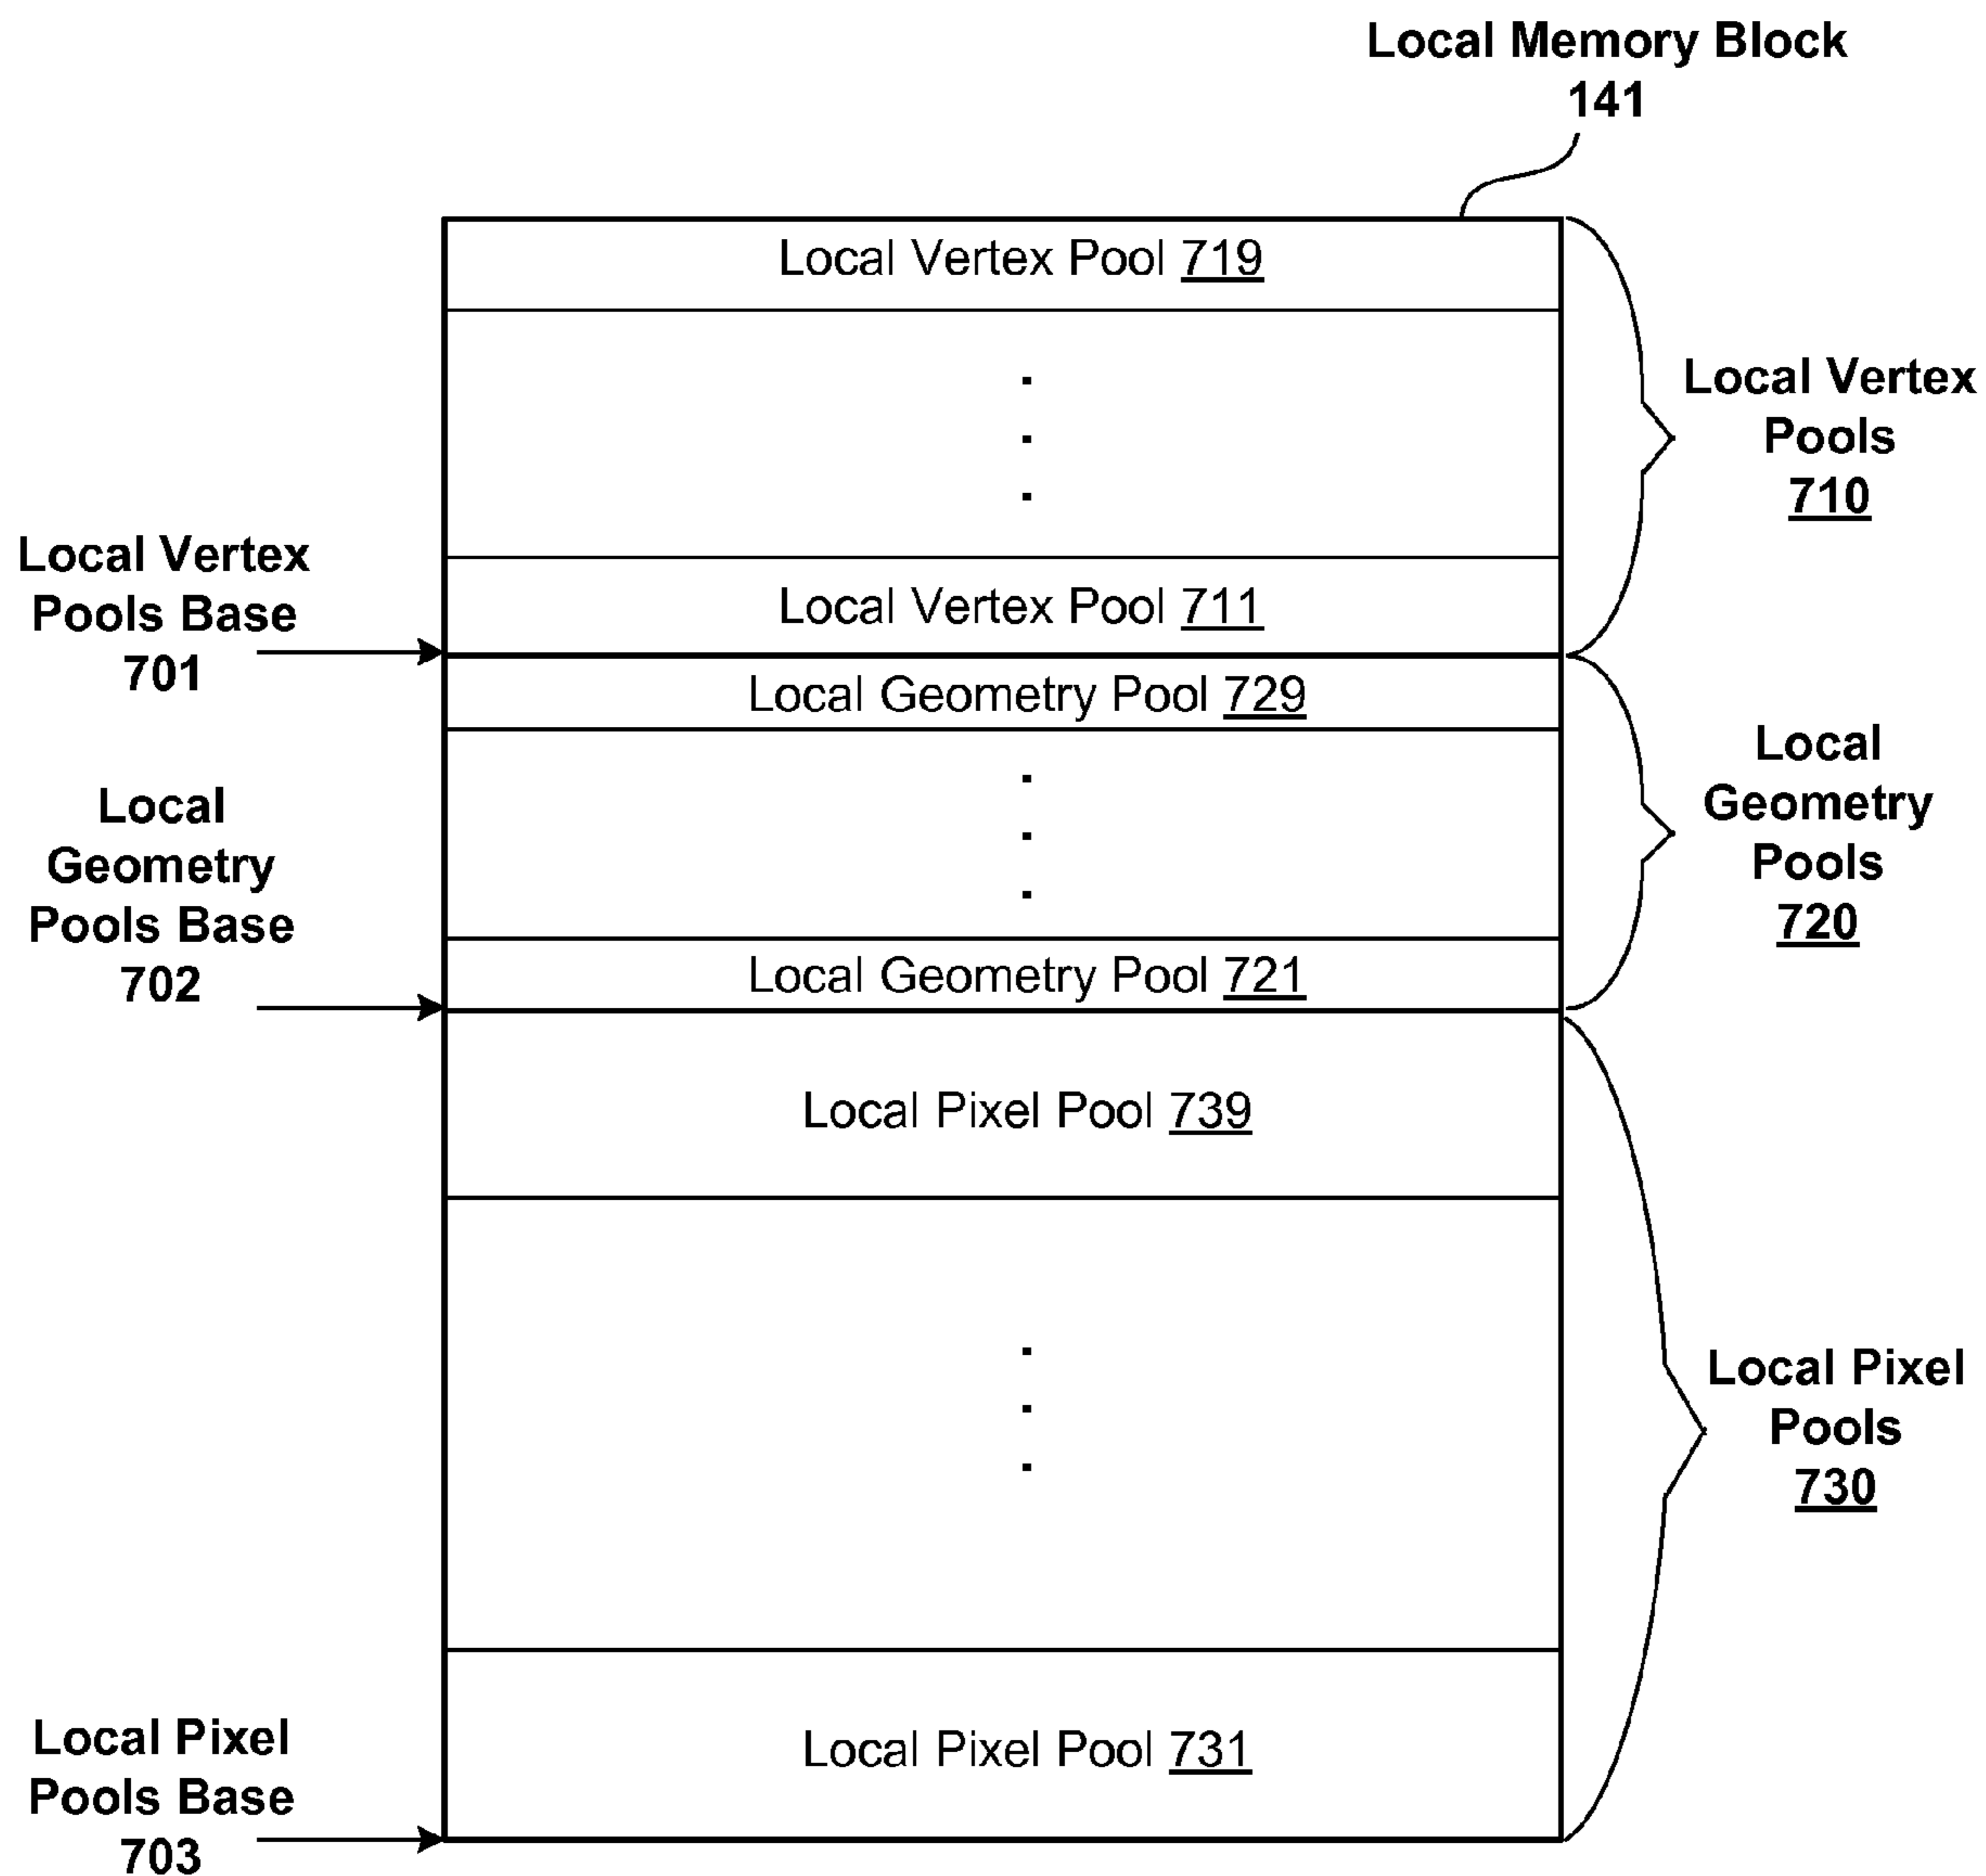 Local Memory Block
141
Local Vertex Pool 719
Local Vertex
Pools
710
Local Vertex
Pools Base
701
Local Vertex Pool 711
Local Geometry Pool 729
Local
Geometry
Pools
720
Local
Geometry
Pools Base
702
Local Geometry Pool 721
Local Pixel Pool 739
Local Pixel
Pools
730
Local Pixel Pool 731
Local Pixel
Pools Base
703